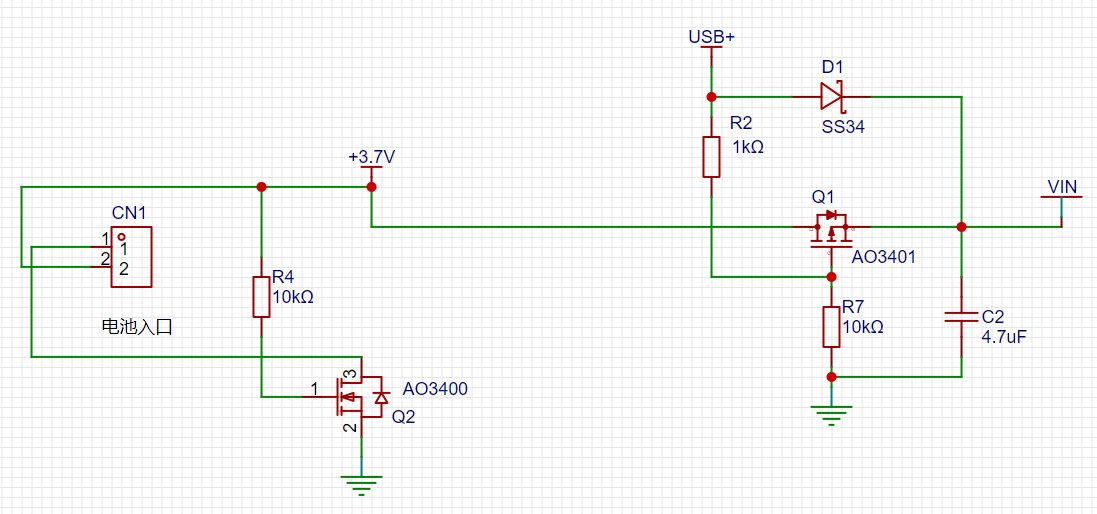 USB+
D1
SS34
R2
1kΩ
+3.7V
VIN
Q1
CN1
1
1
2
2
AO3401
R4
10kΩ
R7
10kΩ
C2
4.7uF
电池入口
3
1
AO3400
Q2
2